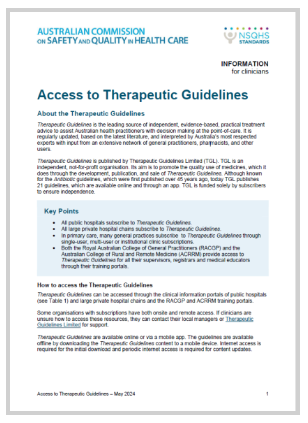 AUSTRALIAN COMMISSION
ON SAFETY AND QUALITY IN HEALTH CARE
NSQHS
STANDARDS
INFORMATION
for clinicians
Access to Therapeutic Guidelines
About the Therapeutic Guidelines
Therapeutic Guidelines is the leading source of independent, evidence-based, practical treatment
advice to assist Australian health practitioners with decision making at the point-of-care. It is
regularly updated, based on the latest literature, and interpreted by Australia's most respected
experts with input from an extensive network of general practitioners, pharmacists, and other
users.
Therapeutic Guidelines is published by Therapeutic Guidelines Limited (TGL). TGL is an
independent, not-for-profit organisation. Its aim is to promote the quality use of medicines, which it
does through the development, publication, and sale of Therapeutic Guidelines. Although known
for the Antibiotic guidelines, which were first published over 45 years ago, today TGL publishes
21 guidelines, which are available online and through an app. TGL is funded solely by subscribers
to ensure independence.
Key Points
• All public hospitals subscribe to Therapeutic Guidelines.
• All large private hospital chains subscribe to Therapeutic Guidelines.
• In primary care, many general practices subscribe to Therapeutic Guidelines through
single-user, multi-user or institutional clinic subscriptions.
• Both the Royal Australian College of General Practitioners (RACGP) and the
Australian College of Rural and Remote Medicine (ACRRM) provide access to
Therapeutic Guidelines for all their supervisors, registrars and medical educators
through their training portals.
How to access the Therapeutic Guidelines
Therapeutic Guidelines can be accessed through the clinical information portals of public hospitals
(see Table 1) and large private hospital chains and the RACGP and ACRRM training portals.
Some organisations with subscriptions have both onsite and remote access. If clinicians are
unsure how to access these resources, they can contact their local managers or Therapeutic
Guidelines Limited for support.
Therapeutic Guidelines are available online or via a mobile app. The guidelines are available
offline by downloading the Therapeutic Guidelines content to a mobile device. Internet access is
required for the initial download and periodic internet access is required for content updates.
Access to Therapeutic Guidelines – May 2024 1